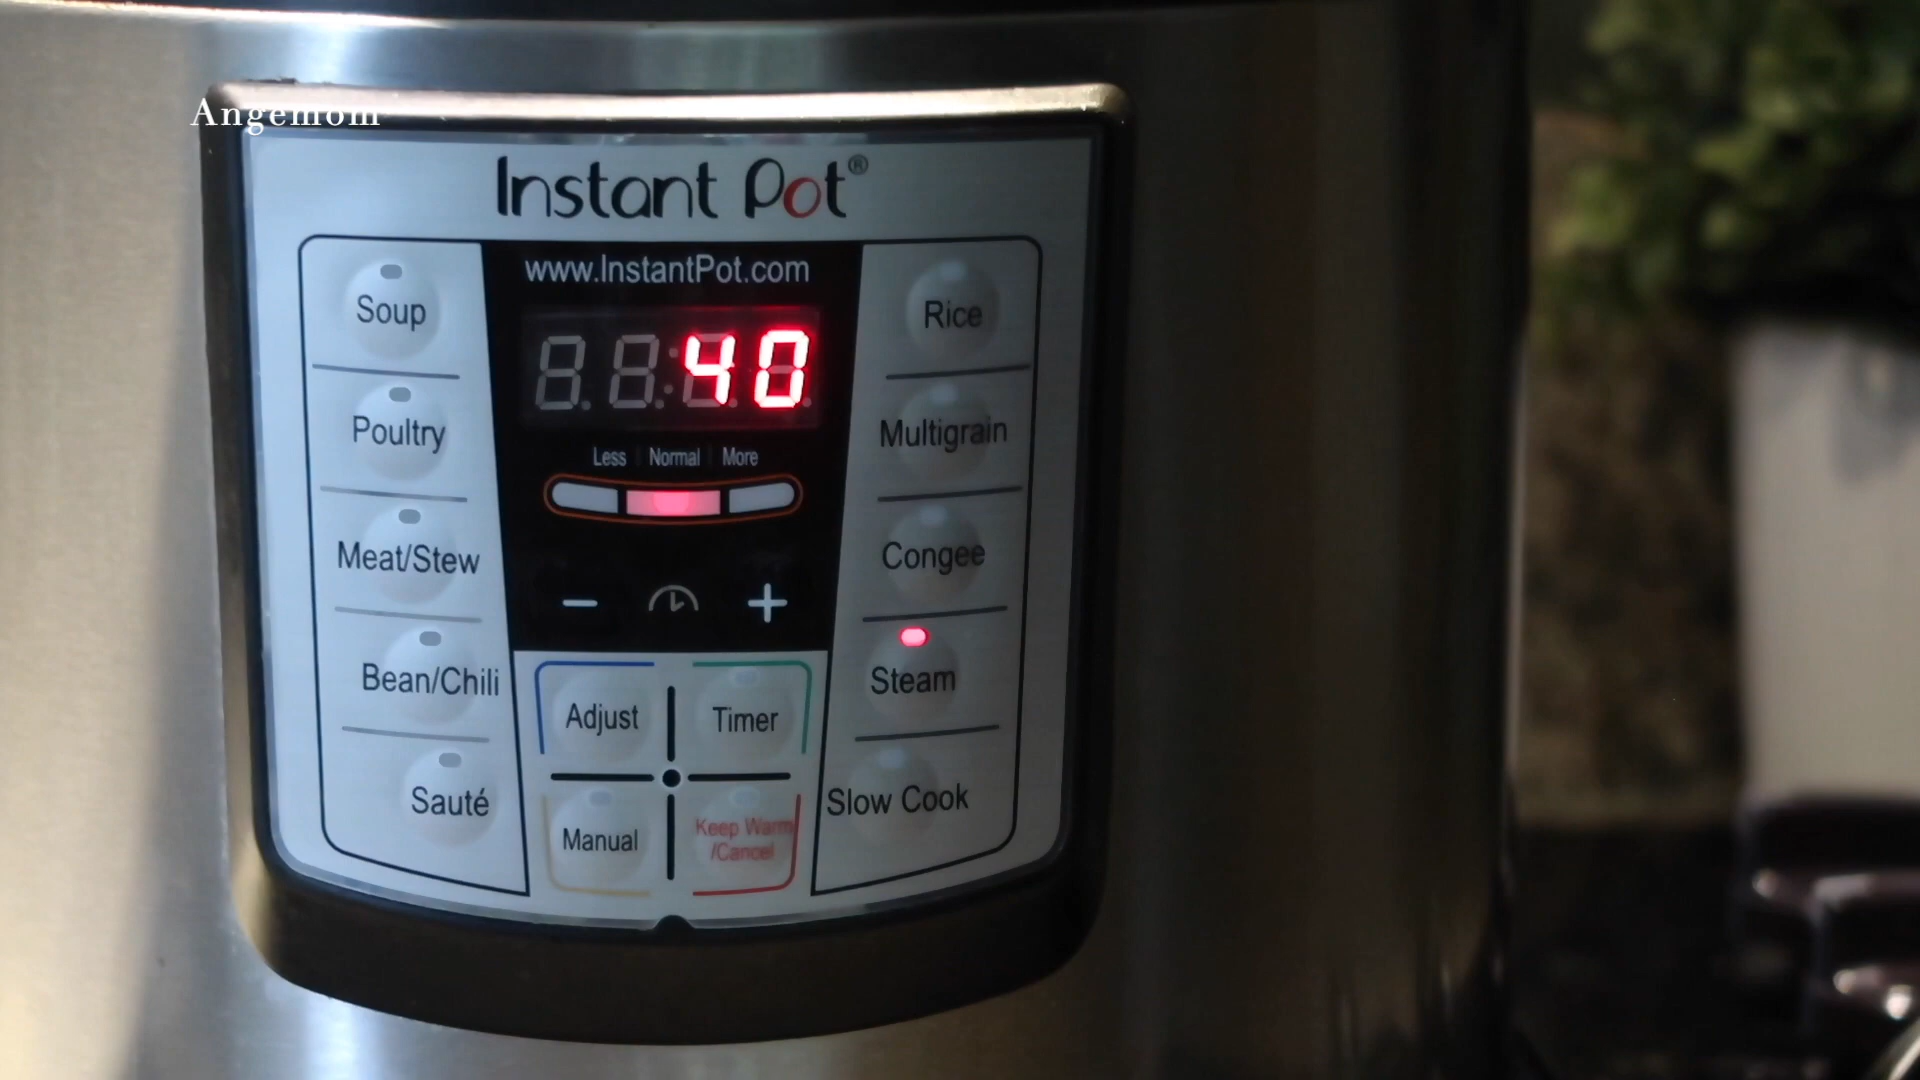 Angemom
Instant Pot®
www.InstantPot.com
40
Less Normal More
Soup
Poultry
Meat/Stew
Bean/Chili
Sauté
Adjust
Timer
Manual
Keep Warm
/Cancel
Rice
Multigrain
Congee
Steam
Slow Cook